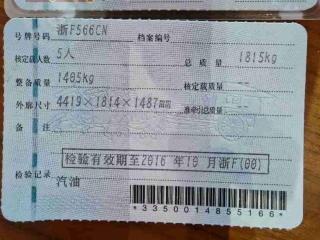 号牌号码 浙F566CN 档案编号
核定载人数 5人 总质量 1815kg
整备质量 1405kg 核定载质量 --
外廓尺寸 4419×1814×1487mm 准牵引总质量 --
备注
检验有效期至2016年10月浙F(00)
检验记录
汽油
*3350014855166*